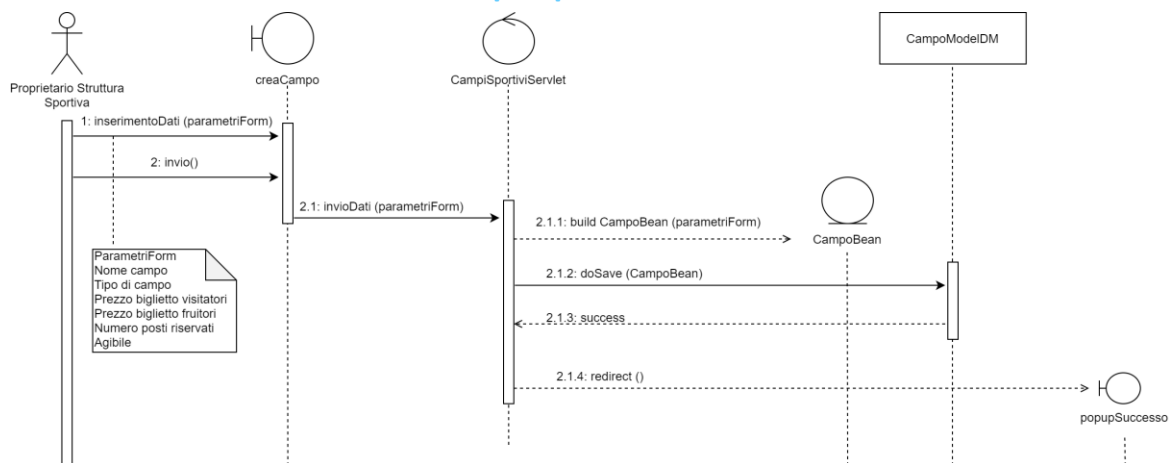 Proprietario Struttura
Sportiva
creaCampo
CampiSportiviServlet
CampoModelDM
1: inserimentoDati (parametriForm)
2: invio()
2.1: invioDati (parametriForm)
2.1.1: build CampoBean (parametriForm)
CampoBean
ParametriForm
Nome campo
Tipo di campo
Prezzo biglietto visitatori
Prezzo biglietto fruitori
Numero posti riservati
Agibile
2.1.2: doSave (CampoBean)
2.1.3: success
2.1.4: redirect ()
popupSuccesso